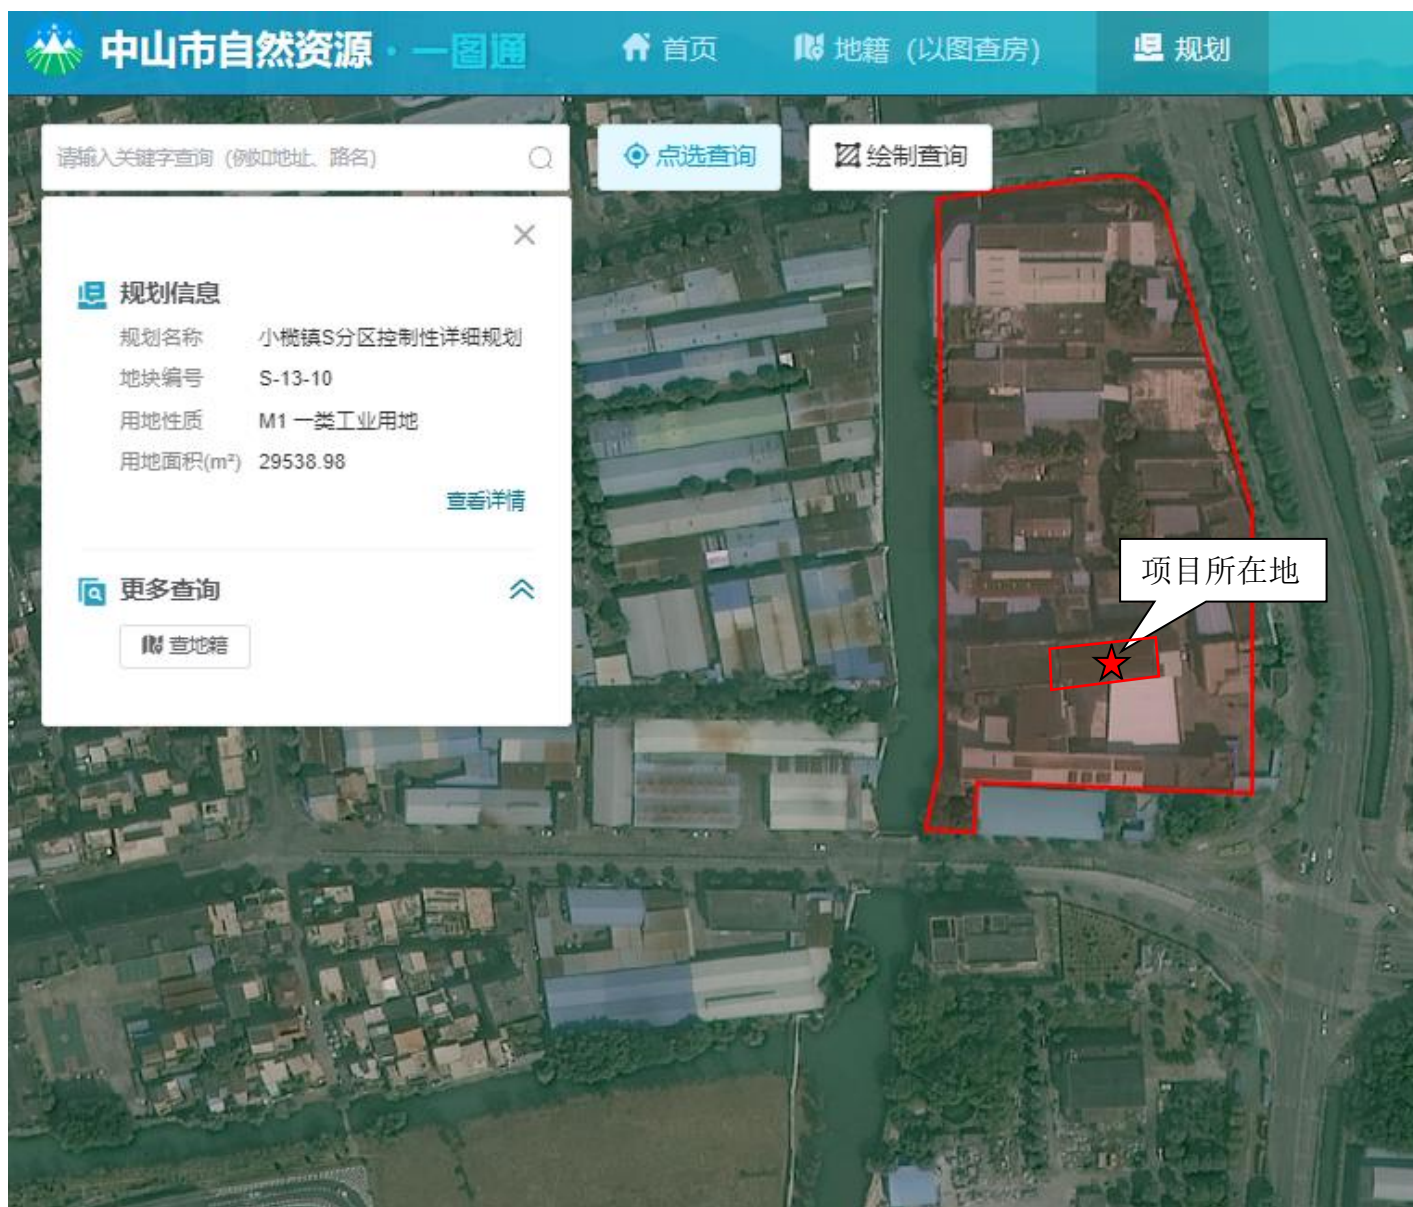 中山市自然资源·一图通
首页
地籍（以图查房）
规划
请输入关键字查询（例如地址、路名）
点选查询
绘制查询
规划信息
规划名称 小榄镇S分区控制性详细规划
地块编号 S-13-10
用地性质 M1 一类工业用地
用地面积(m²) 29538.98
查看详情
更多查询
查地籍
项目所在地